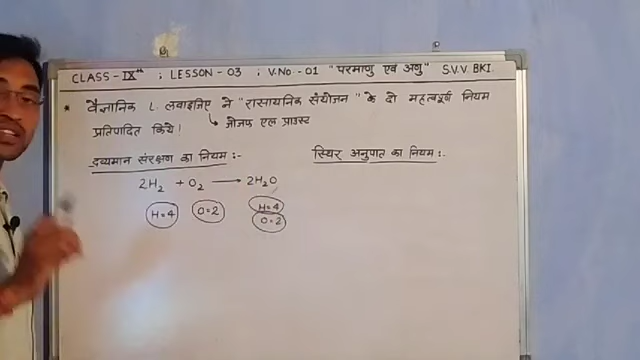 CLASS-IXth ; LESSON-03 ; V.No.-01 "परमाणु एवं अणु" S.V.V. BKI.
* वैज्ञानिक L. लवाइजिए ने "रासायनिक संयोजन" के दो महत्वपूर्ण नियम
प्रतिपादित किये।
↳ जोजफ एल प्राउस्ट
द्रव्यमान संरक्षण का नियम :-
2H₂ + O₂ ⟶ 2H₂O
H=4 O=2 H=4
O=2
स्थिर अनुपात का नियम :-